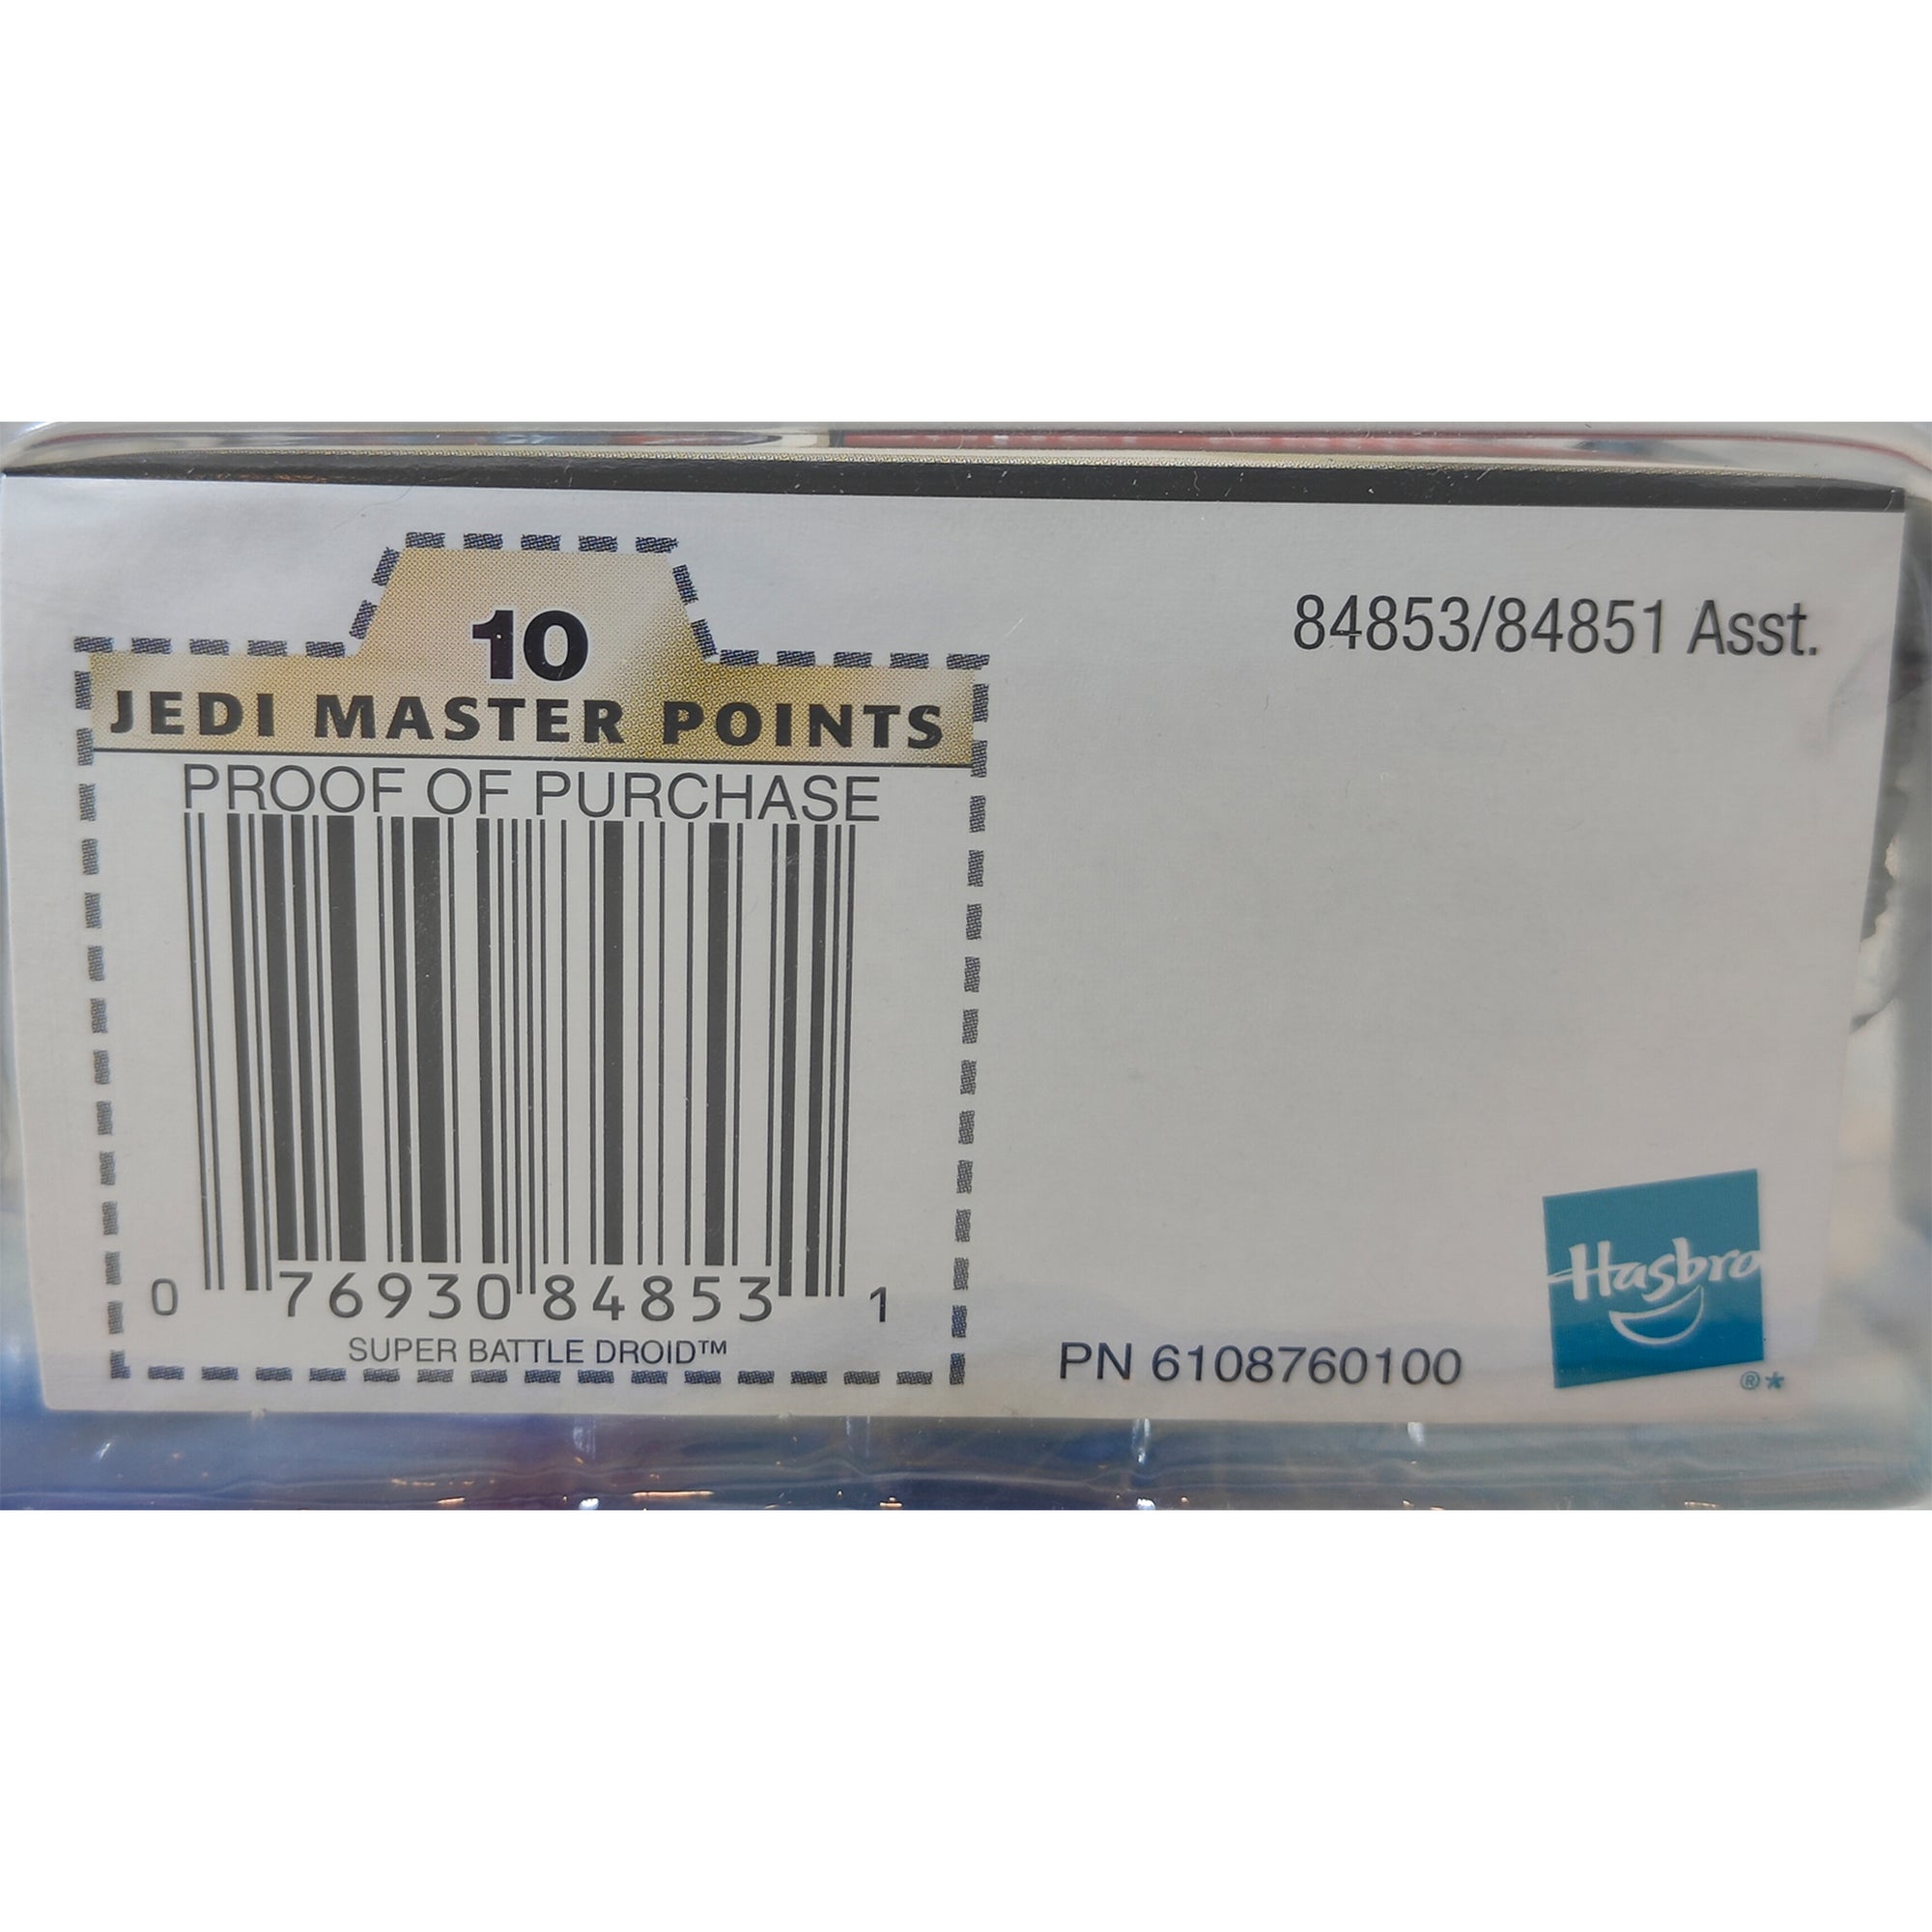 10
JEDI MASTER POINTS
PROOF OF PURCHASE
0 76930 84853 1
SUPER BATTLE DROID™
84853/84851 Asst.
PN 6108760100
Hasbro
®*